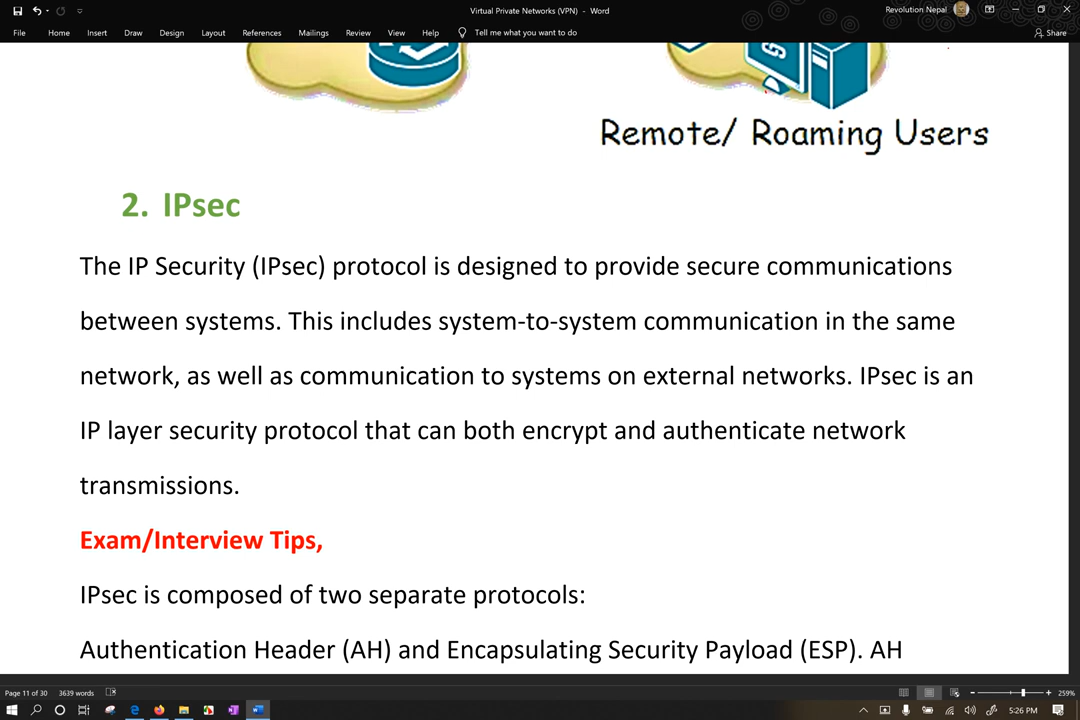 Virtual Private Networks (VPN) - Word
Revolution Nepal
File Home Insert Draw Design Layout References Mailings Review View Help Tell me what you want to do Share
Remote/ Roaming Users
2. IPsec
The IP Security (IPsec) protocol is designed to provide secure communications
between systems. This includes system-to-system communication in the same
network, as well as communication to systems on external networks. IPsec is an
IP layer security protocol that can both encrypt and authenticate network
transmissions.
Exam/Interview Tips,
IPsec is composed of two separate protocols:
Authentication Header (AH) and Encapsulating Security Payload (ESP). AH
Page 11 of 30 3639 words 259%
5:26 PM